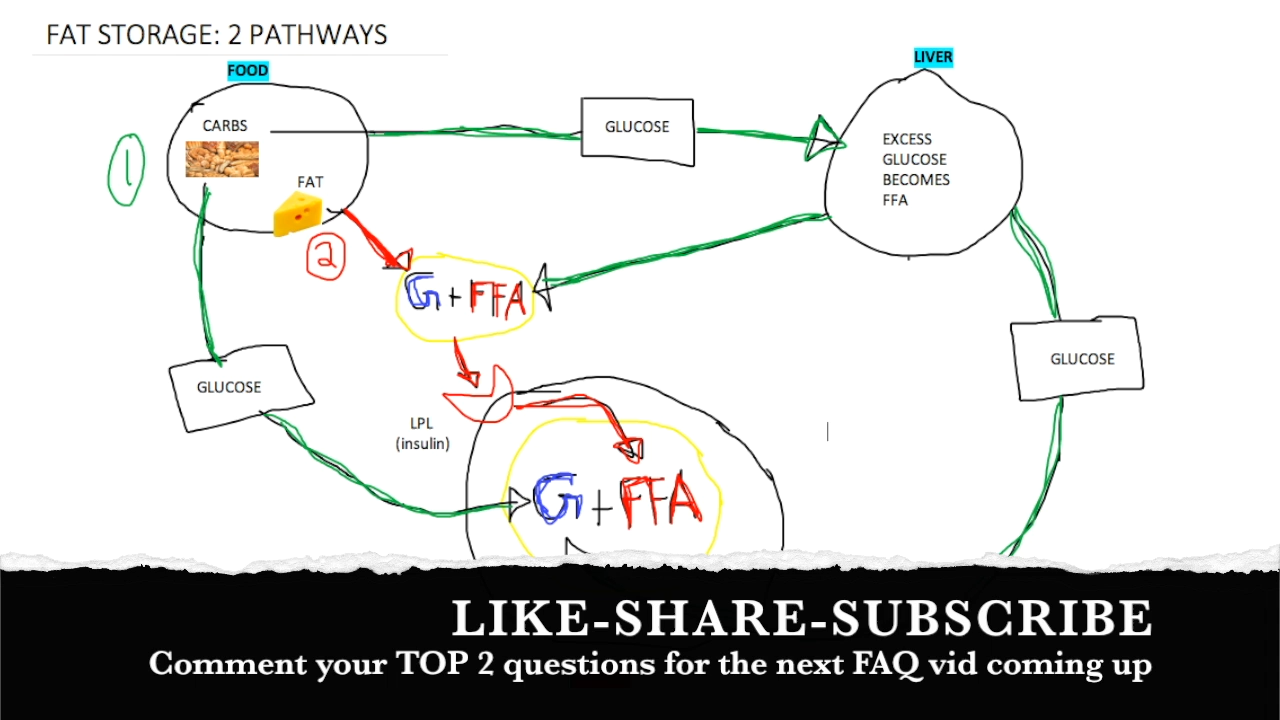 FAT STORAGE: 2 PATHWAYS
FOOD
LIVER
CARBS
GLUCOSE
EXCESS
GLUCOSE
BECOMES
FFA
1
FAT
2
G + FFA
GLUCOSE
GLUCOSE
LPL
(insulin)
G + FFA
LIKE-SHARE-SUBSCRIBE
Comment your TOP 2 questions for the next FAQ vid coming up